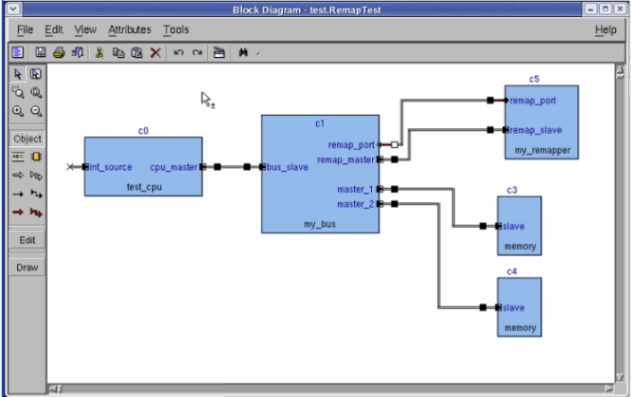 Block Diagram - test.RemapTest
File Edit View Attributes Tools Help
Object
ABC
Edit
Draw
c0
int_source cpu_master
test_cpu
c1
remap_port
remap_master
bus_slave
master_1
master_2
my_bus
c5
remap_port
remap_slave
my_remapper
c3
slave
memory
c4
slave
memory